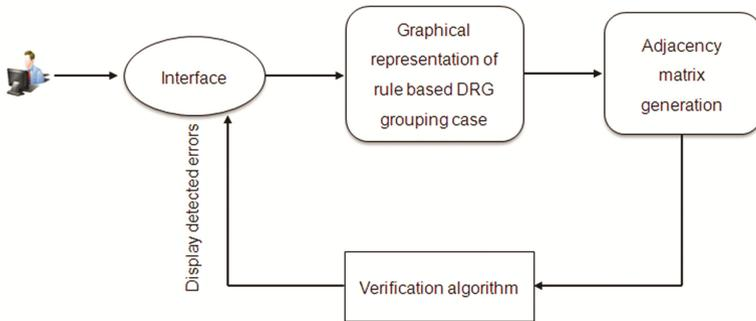 Interface
Graphical
representation of
rule based DRG
grouping case
Adjacency
matrix
generation
Verification algorithm
Display detected errors